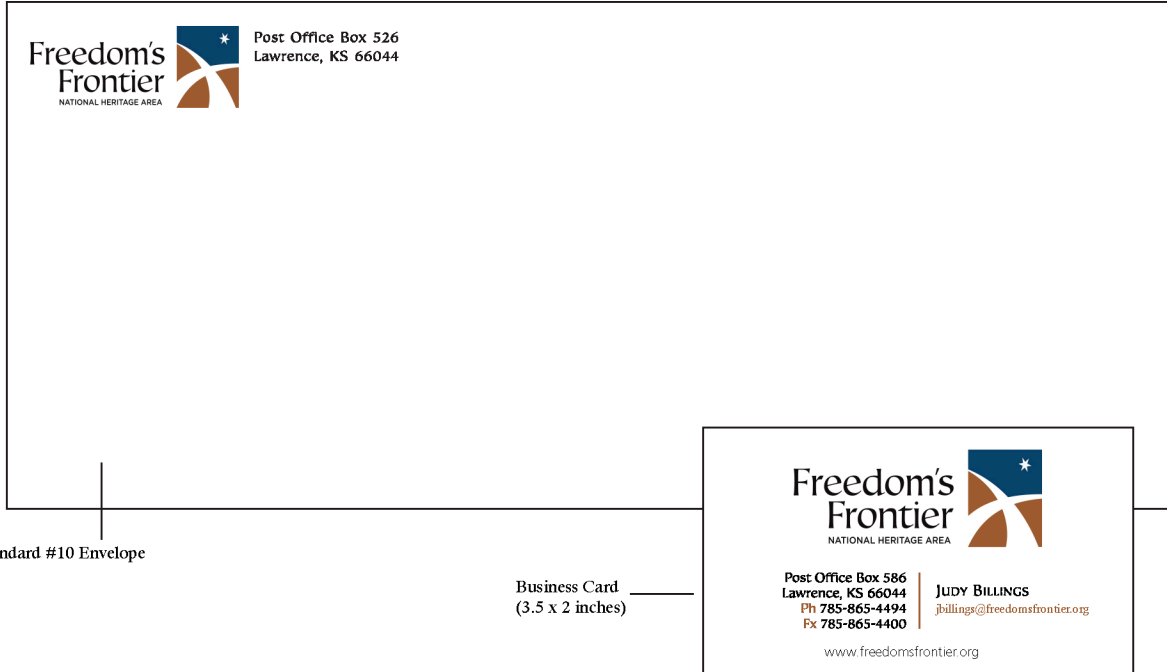 Freedom's
Frontier
NATIONAL HERITAGE AREA
Post Office Box 526
Lawrence, KS 66044
ndard #10 Envelope
Business Card
(3.5 x 2 inches)
Freedom's
Frontier
NATIONAL HERITAGE AREA
Post Office Box 586
Lawrence, KS 66044
Ph 785-865-4494
Fx 785-865-4400
JUDY BILLINGS
jbillings@freedomsfrontier.org
www.freedomsfrontier.org